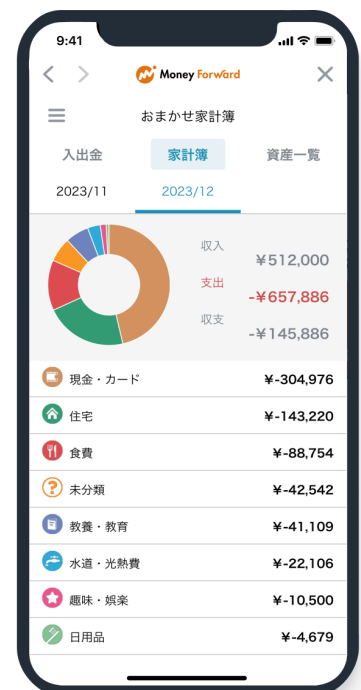 9:41
Money Forward
おまかせ家計簿
入出金 家計簿 資産一覧
2023/11 2023/12
収入 ¥512,000
支出 -¥657,886
収支 -¥145,886
現金・カード ¥-304,976
住宅 ¥-143,220
食費 ¥-88,754
? 未分類 ¥-42,542
教養・教育 ¥-41,109
水道・光熱費 ¥-22,106
趣味・娯楽 ¥-10,500
日用品 ¥-4,679